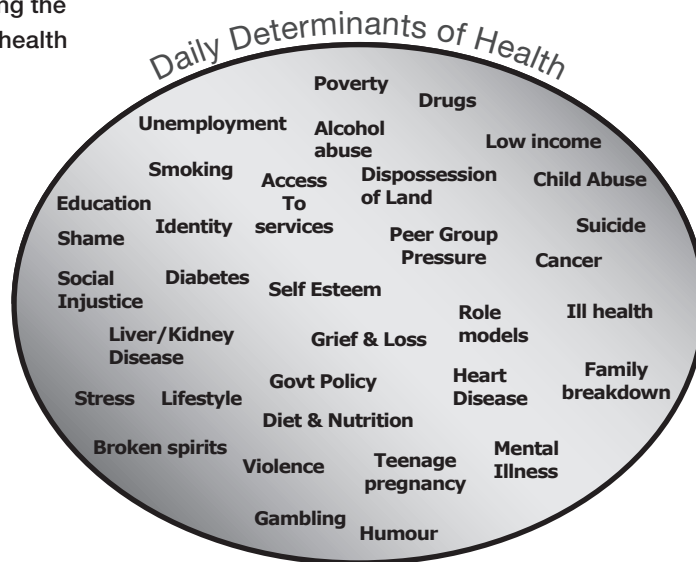 ng the
health
Daily Determinants of Health
Poverty
Drugs
Unemployment
Alcohol
abuse
Low income
Smoking
Access
To
services
Dispossession
of Land
Child Abuse
Education
Identity
Suicide
Shame
Peer Group
Pressure
Cancer
Social
Injustice
Diabetes
Self Esteem
Role
models
Ill health
Liver/Kidney
Disease
Grief & Loss
Family
breakdown
Govt Policy
Heart
Disease
Stress
Lifestyle
Diet & Nutrition
Broken spirits
Violence
Teenage
pregnancy
Mental
Illness
Gambling
Humour